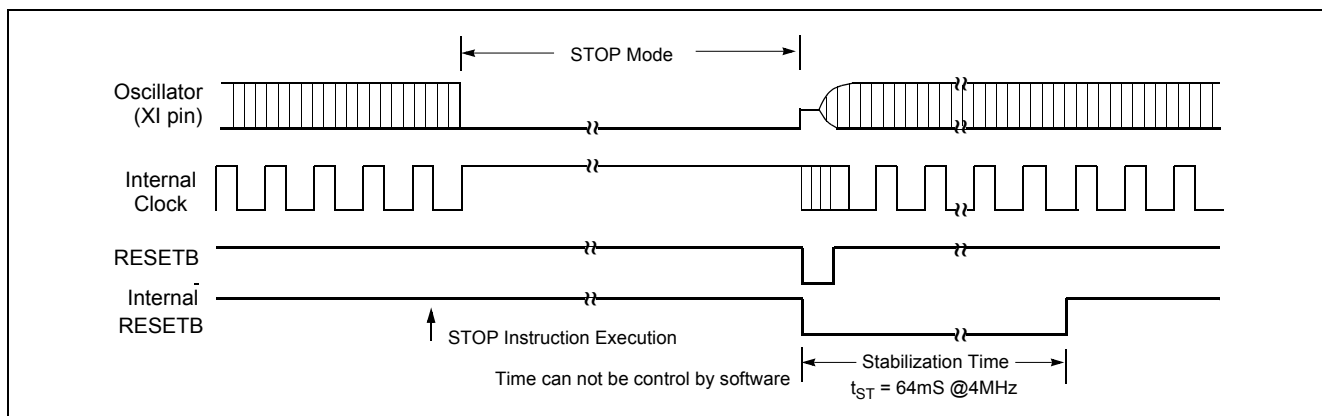 STOP Mode
Oscillator
(XI pin)
Internal
Clock
RESETB
Internal
RESETB
STOP Instruction Execution
Time can not be control by software
Stabilization Time
tST = 64mS @4MHz